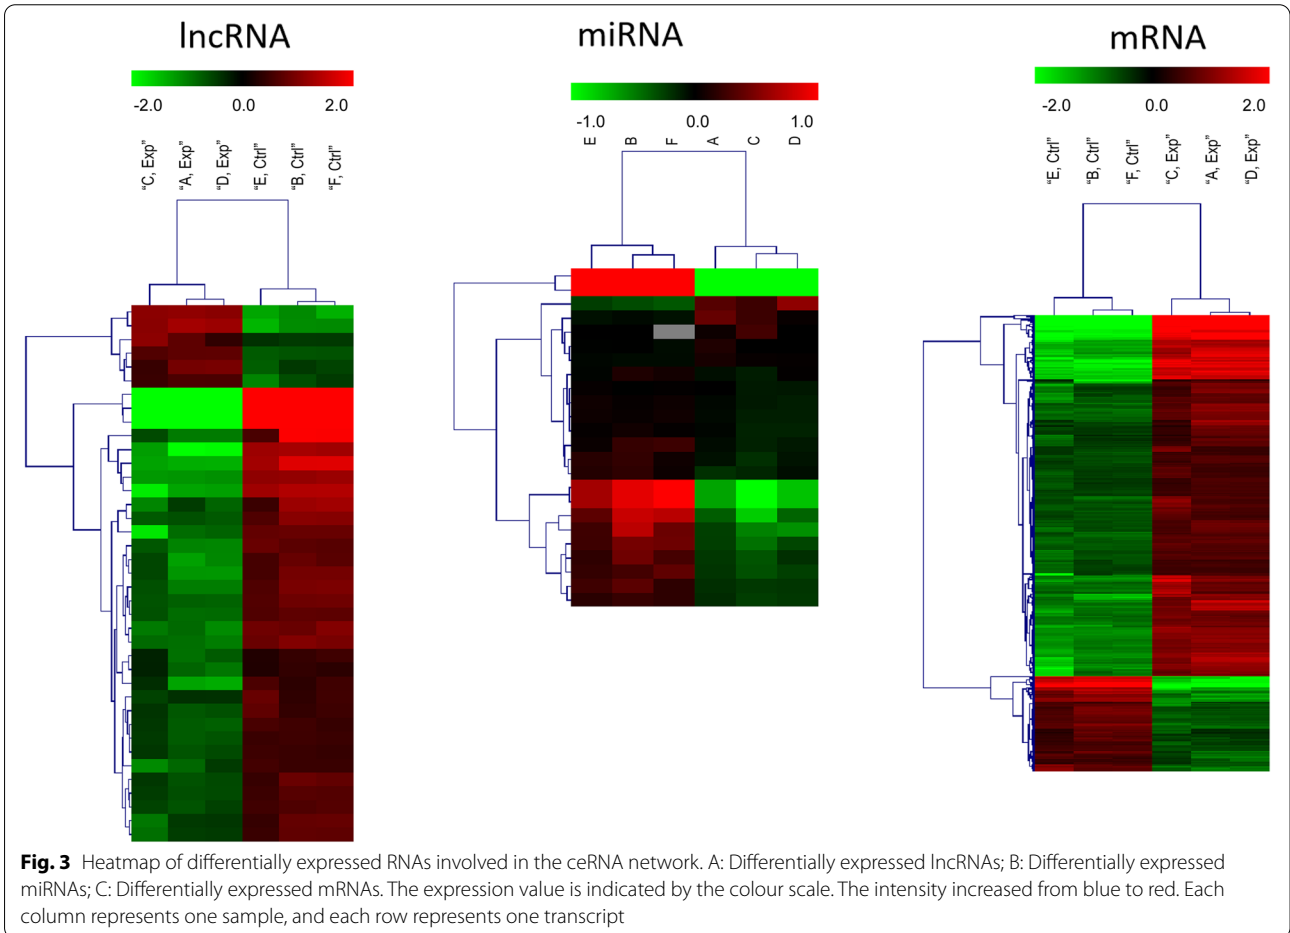 lncRNA
miRNA
mRNA
-2.0 0.0 2.0
-1.0 0.0 1.0
-2.0 0.0 2.0
"C, Exp"
"A, Exp"
"D, Exp"
"E, Ctrl"
"B, Ctrl"
"F, Ctrl"
E
B
F
A
C
D
"E, Ctrl"
"B, Ctrl"
"F, Ctrl"
"C, Exp"
"A, Exp"
"D, Exp"
Fig. 3 Heatmap of differentially expressed RNAs involved in the ceRNA network. A: Differentially expressed lncRNAs; B: Differentially expressed
miRNAs; C: Differentially expressed mRNAs. The expression value is indicated by the colour scale. The intensity increased from blue to red. Each
column represents one sample, and each row represents one transcript